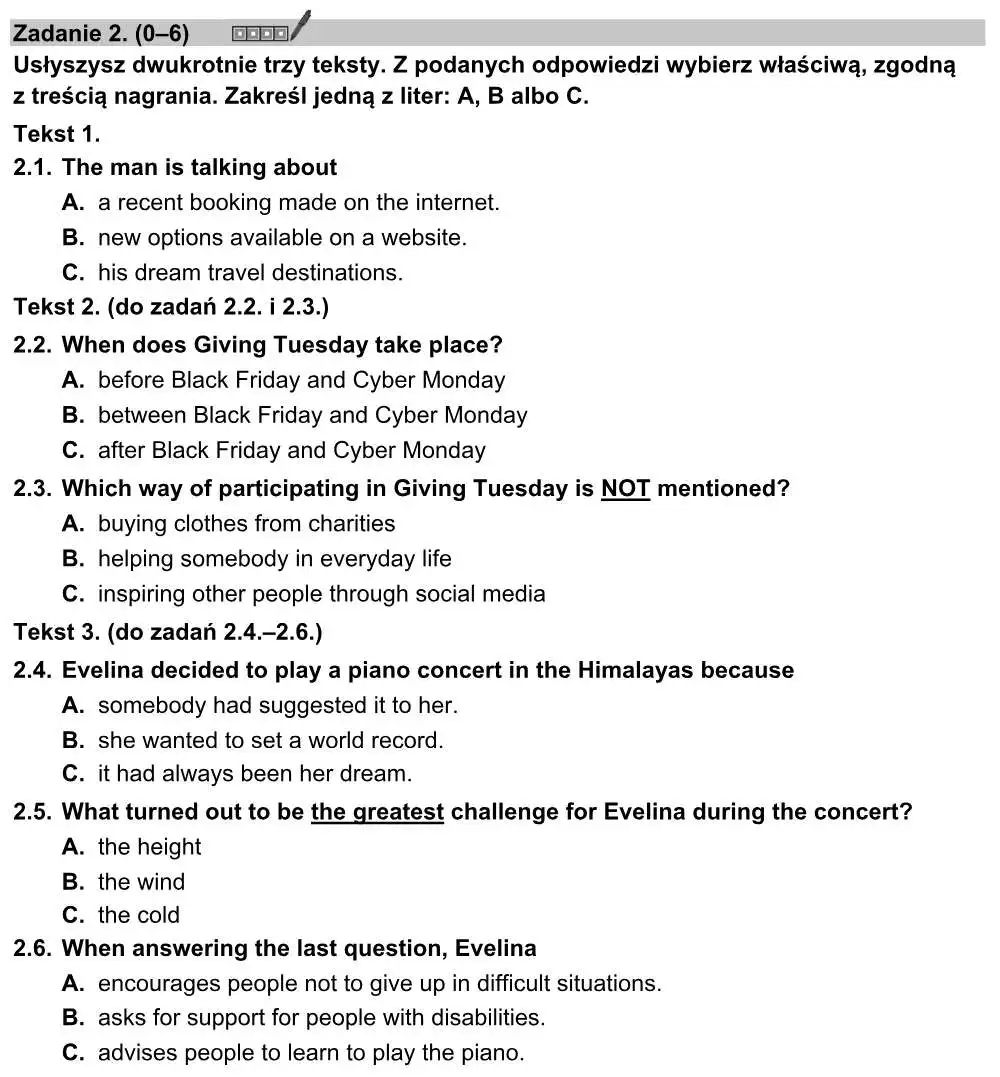 Zadanie 2. (0–6)
Usłyszysz dwukrotnie trzy teksty. Z podanych odpowiedzi wybierz właściwą, zgodną
z treścią nagrania. Zakreśl jedną z liter: A, B albo C.
Tekst 1.
2.1. The man is talking about
A. a recent booking made on the internet.
B. new options available on a website.
C. his dream travel destinations.
Tekst 2. (do zadań 2.2. i 2.3.)
2.2. When does Giving Tuesday take place?
A. before Black Friday and Cyber Monday
B. between Black Friday and Cyber Monday
C. after Black Friday and Cyber Monday
2.3. Which way of participating in Giving Tuesday is NOT mentioned?
A. buying clothes from charities
B. helping somebody in everyday life
C. inspiring other people through social media
Tekst 3. (do zadań 2.4.–2.6.)
2.4. Evelina decided to play a piano concert in the Himalayas because
A. somebody had suggested it to her.
B. she wanted to set a world record.
C. it had always been her dream.
2.5. What turned out to be the greatest challenge for Evelina during the concert?
A. the height
B. the wind
C. the cold
2.6. When answering the last question, Evelina
A. encourages people not to give up in difficult situations.
B. asks for support for people with disabilities.
C. advises people to learn to play the piano.